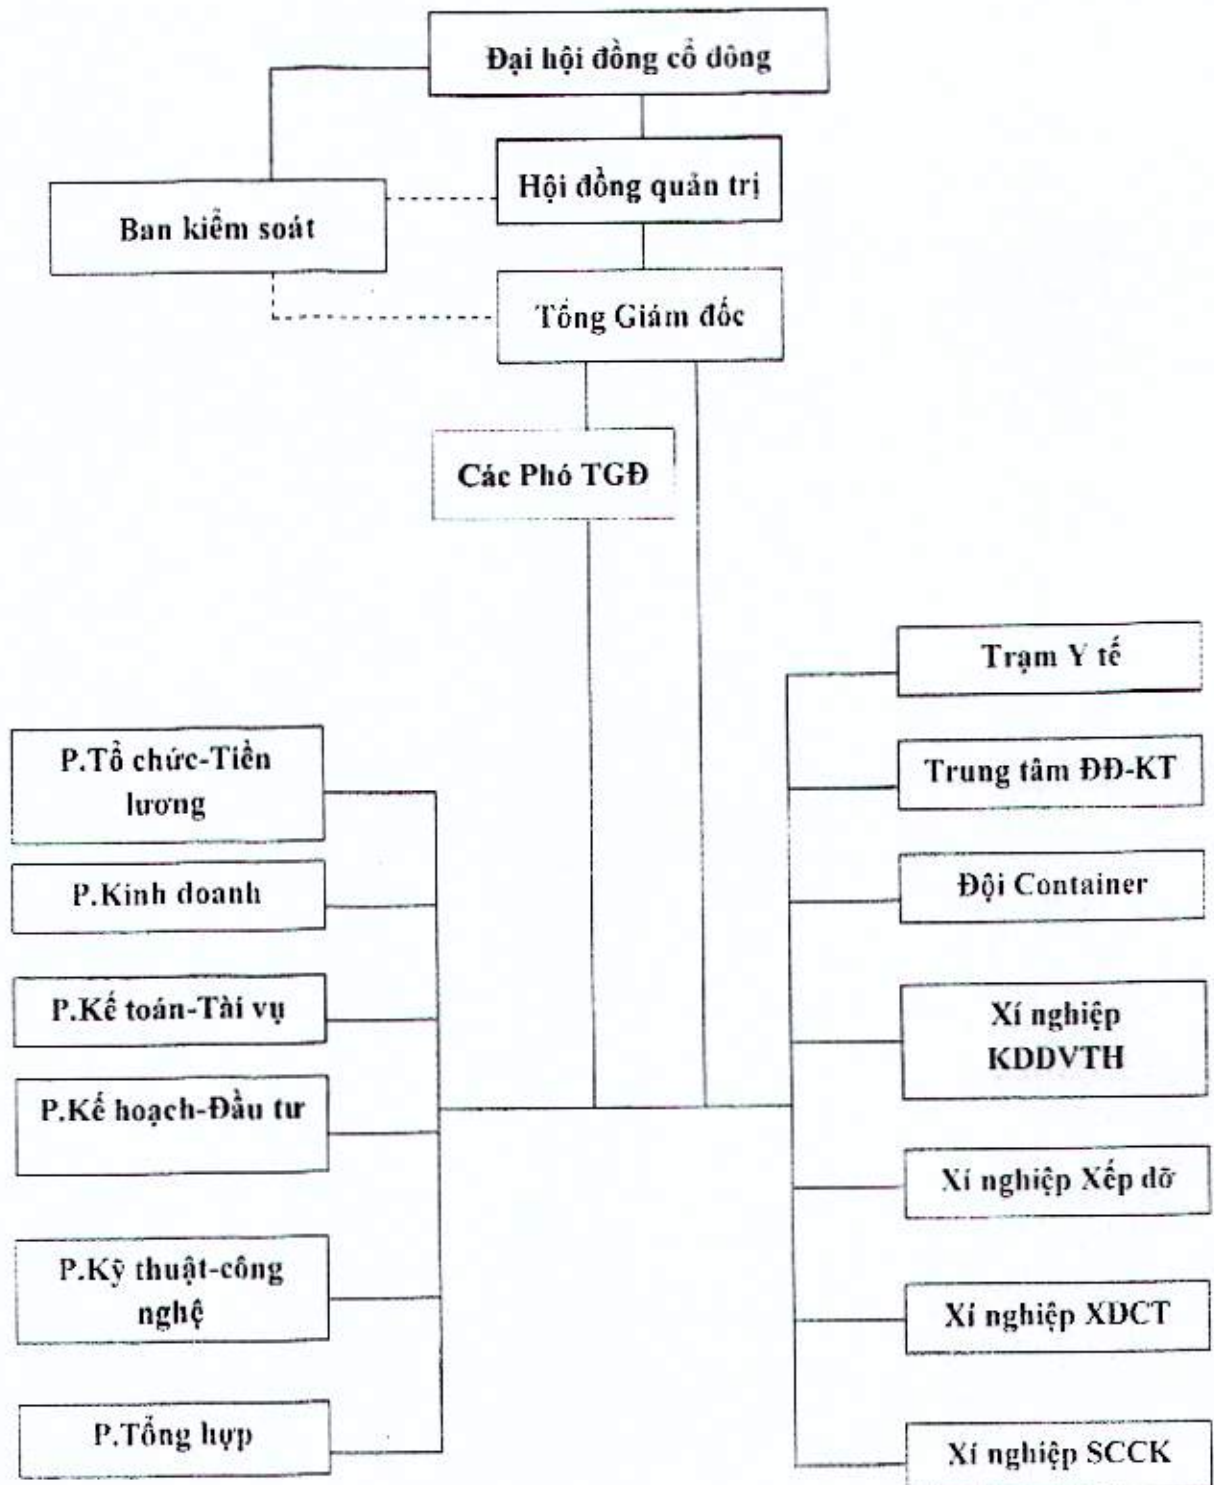 Đại hội đồng cổ đông
Hội đồng quản trị
Ban kiểm soát
Tổng Giám đốc
Các Phó TGĐ
P.Tổ chức-Tiền
lương
P.Kinh doanh
P.Kế toán-Tài vụ
P.Kế hoạch-Đầu tư
P.Kỹ thuật-công
nghệ
P.Tổng hợp
Trạm Y tế
Trung tâm ĐĐ-KT
Đội Container
Xí nghiệp
KDDVTH
Xí nghiệp Xếp dỡ
Xí nghiệp XDCT
Xí nghiệp SCCK